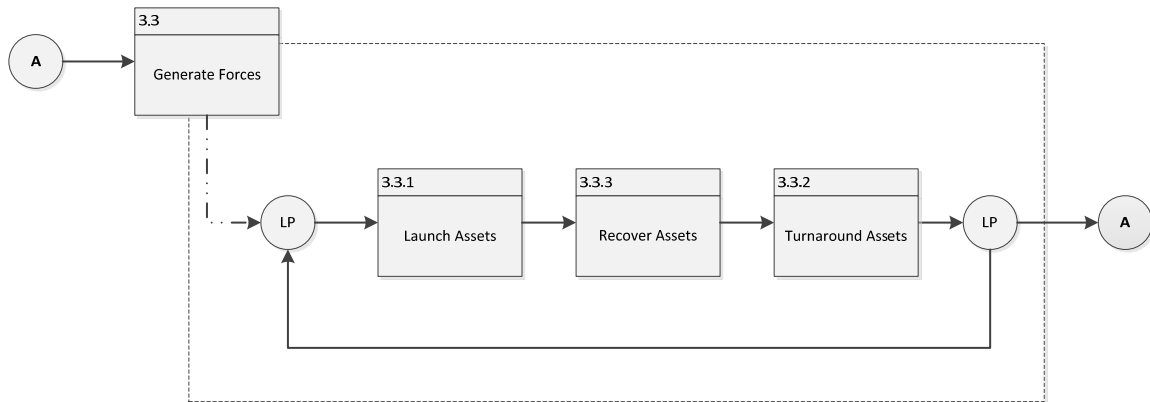 3.3
A
Generate Forces
3.3.1
3.3.3
3.3.2
LP
Launch Assets
Recover Assets
Turnaround Assets
LP
A